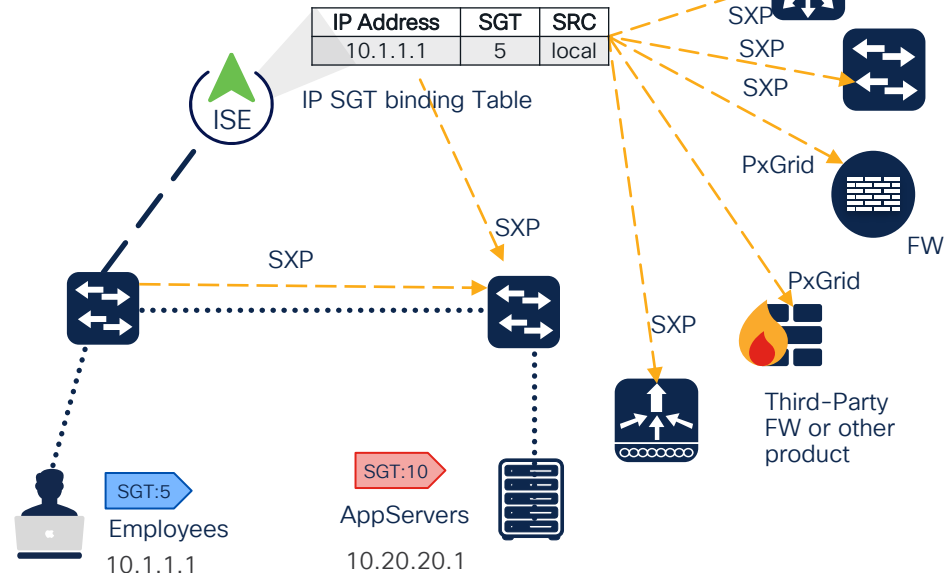 IP Address SGT SRC
10.1.1.1 5 local
SXP
SXP
SXP
ISE
IP SGT binding Table
PxGrid
FW
SXP
SXP
PxGrid
SXP
Third-Party
FW or other
product
SGT:5
Employees
10.1.1.1
SGT:10
AppServers
10.20.20.1